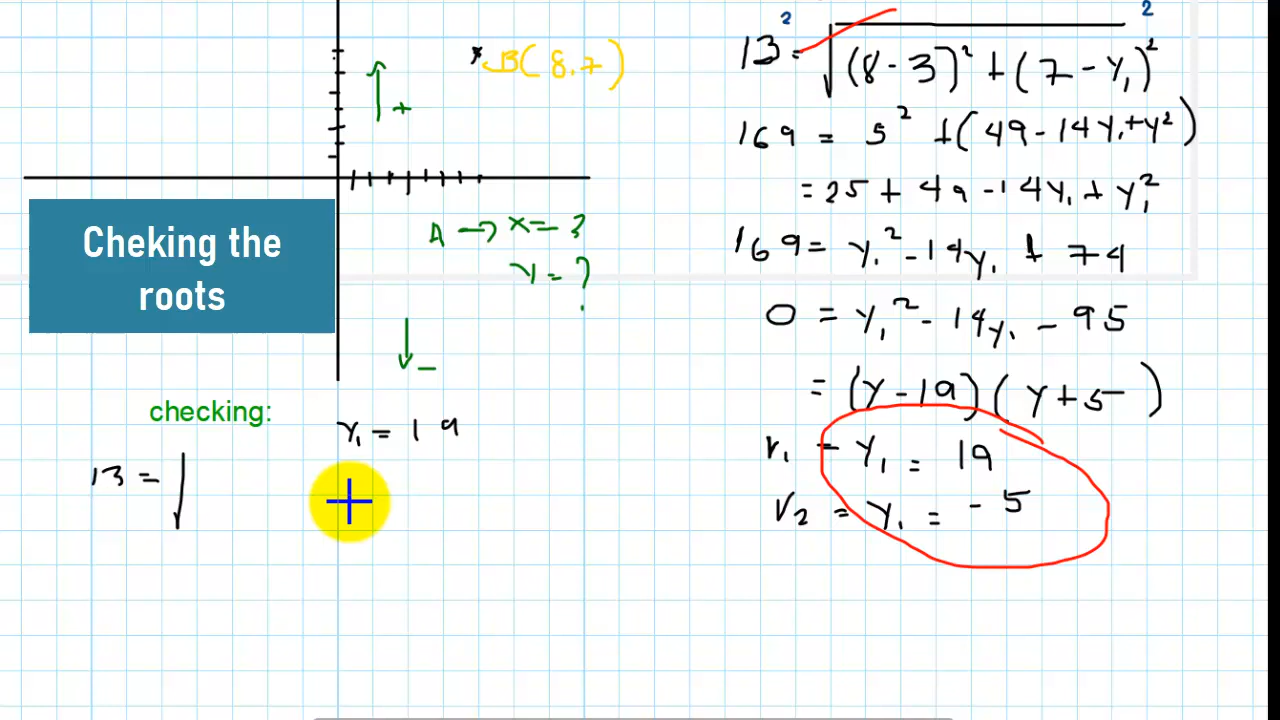 B(8.7)
+
A → x = ?
y = ?
−
Cheking the
roots
checking:
y₁ = 19
13 = √
13² = √(8-3)² + (7-y₁)² ²
169 = 5² + (49-14y₁+y²)
= 25 + 49 - 14y₁ + y₁²
169 = y₁² - 14y₁ + 74
0 = y₁² - 14y₁ - 95
= (y-19)(y+5)
r₁ = y₁ = 19
r₂ = y₁ = -5